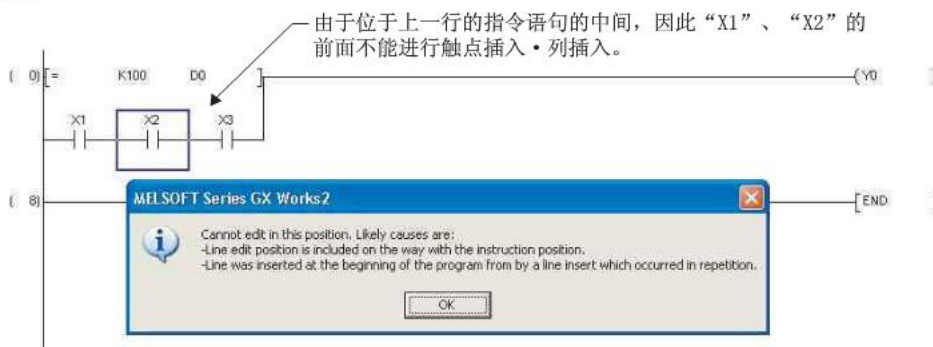 由于位于上一行的指令语句的中间，因此“X1”、“X2”的
前面不能进行触点插入·列插入。
( 0) [= K100 D0 ] (Y0
X1 X2 X3
( 8) [END
MELSOFT Series GX Works2
Cannot edit in this position. Likely causes are:
-Line edit position is included on the way with the instruction position.
-Line was inserted at the beginning of the program from by a line insert which occurred in repetition.
OK